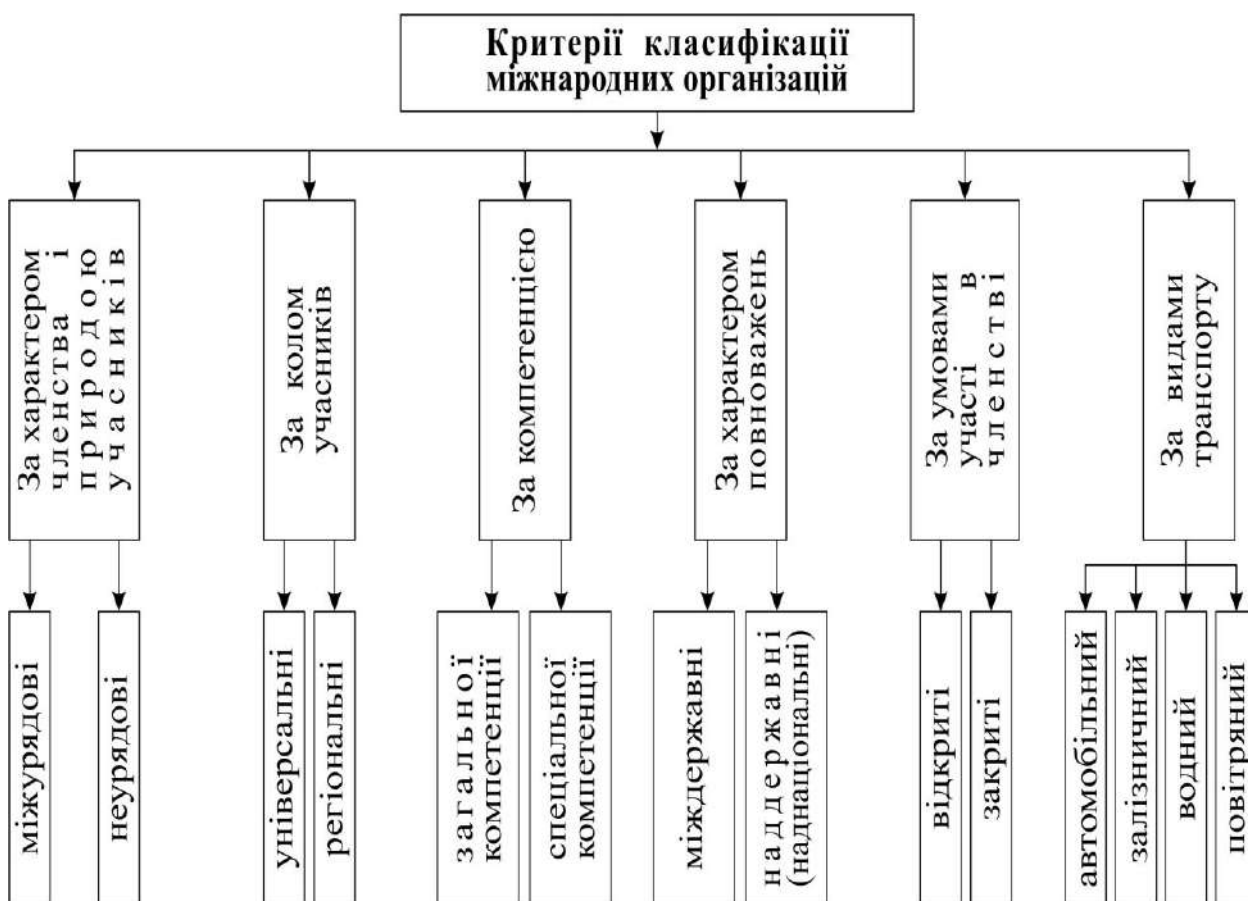 Критерії класифікації
міжнародних організацій
За характером
членства і
природою
учасників
За колом
учасників
За компетенцією
За характером
повноважень
За умовами
участі в
членстві
За видами
транспорту
міжурядові
неурядові
універсальні
регіональні
загальної
компетенції
спеціальної
компетенції
міждержавні
наддержавні
(наднаціональні)
відкриті
закриті
автомобільний
залізничний
водний
повітряний